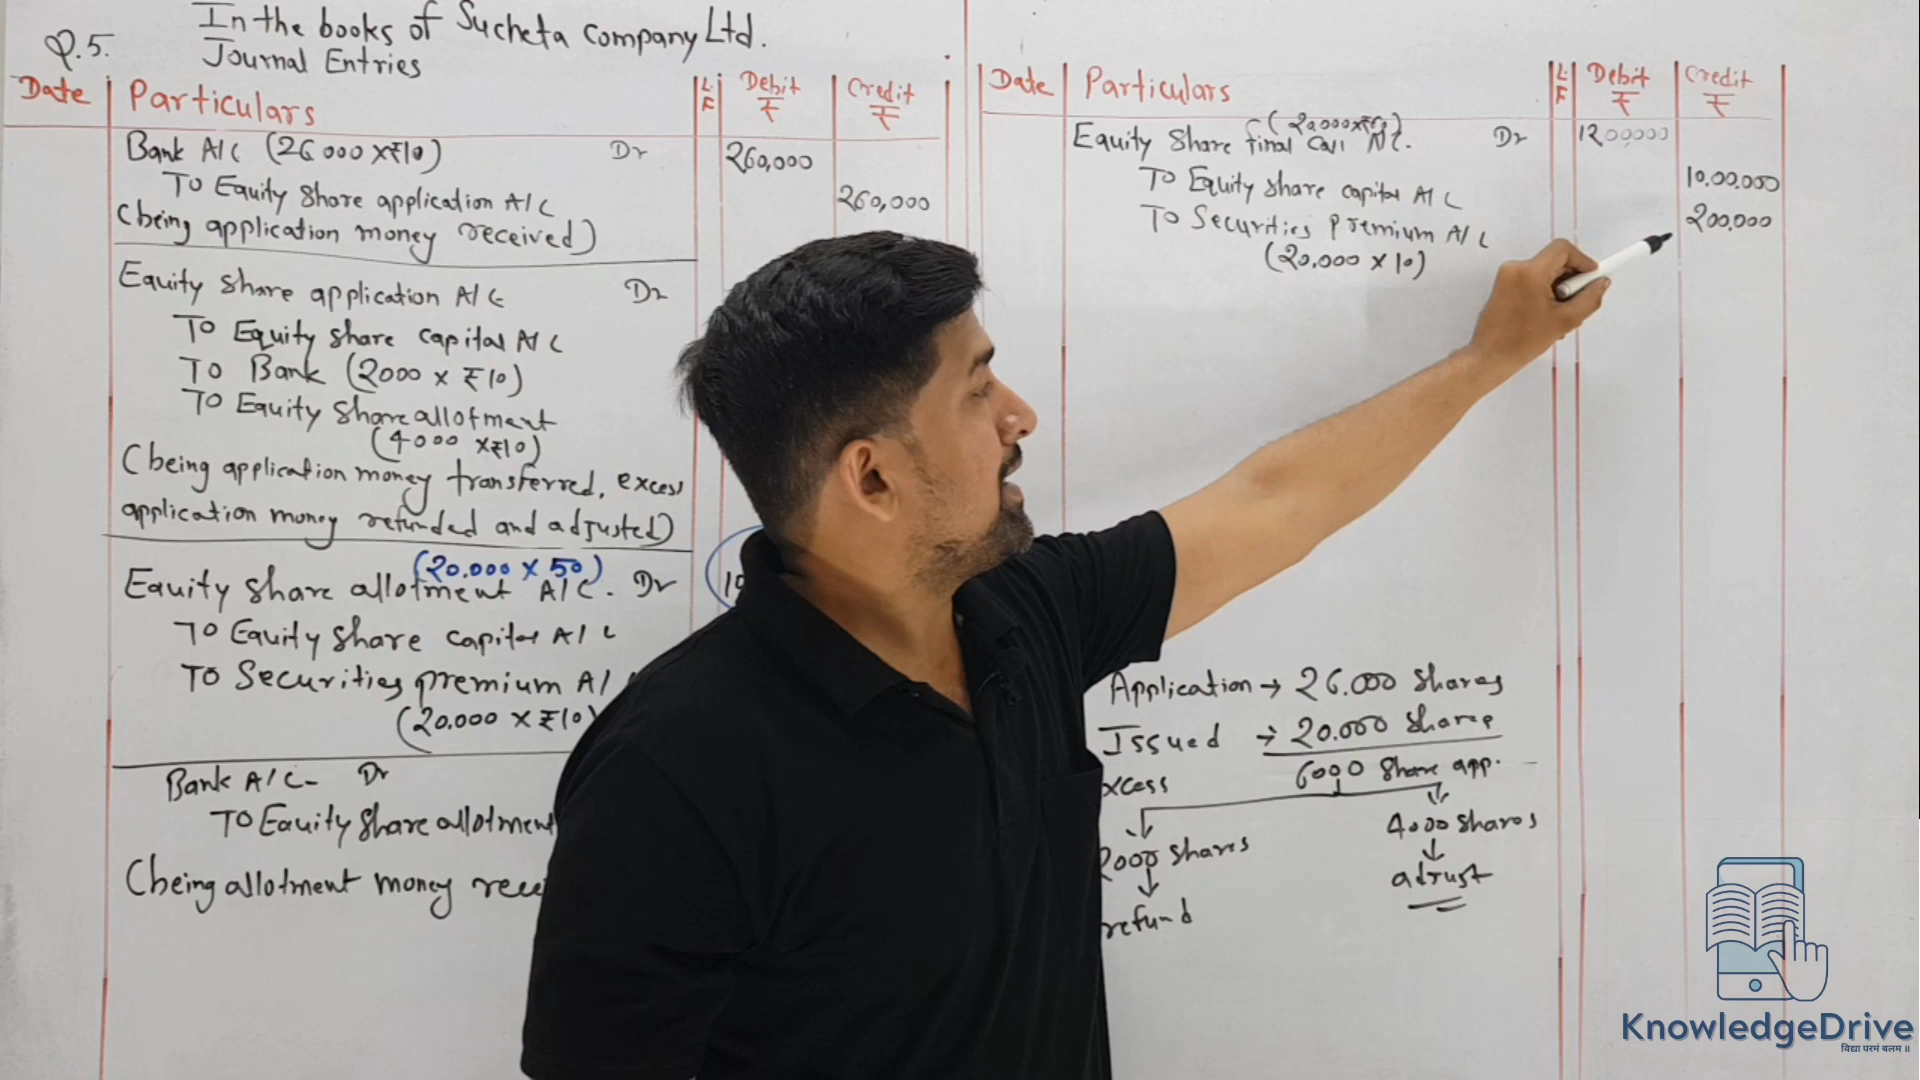 Q.5. In the books of Sucheta Company Ltd.
Journal Entries
Date Particulars L.F Debit ₹ Credit ₹
Bank A/C (26000 x₹10) Dr 260,000
To Equity Share application A/C 260,000
(being application money received)
Equity Share application A/C Dr
To Equity Share capital A/C
To Bank (2000 x ₹10)
To Equity Share allotment
(4000 x₹10)
(being application money transferred, excess
application money refunded and adjusted)
(20.000 x 50)
Equity Share allotment A/C. Dr
To Equity Share capital A/C
To Securities premium A/
(20.000 x ₹10)
Bank A/C- Dr
To Equity Share allotment
(being allotment money
Date Particulars L.F Debit ₹ Credit ₹
Equity Share final Call A/C. Dr 1200,000
To Equity share capital A/C 10,00,000
To Securities premium A/C 200,000
(20.000 x 10)
Application → 26.000 Shares
Issued → 20.000 Shares
xcess 6000 Share app.
2000 Shares 4000 Shares
refund adjust
KnowledgeDrive
विद्या परमं बलम ॥